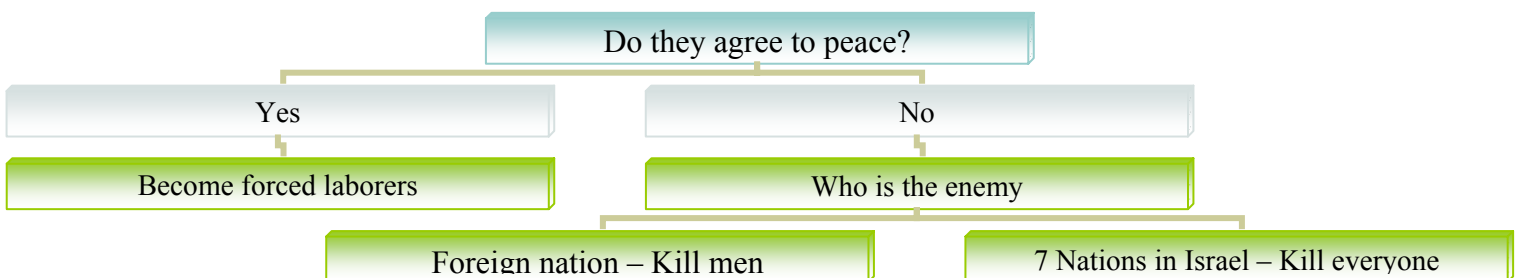 Do they agree to peace?
Yes
No
Become forced laborers
Who is the enemy
Foreign nation – Kill men
7 Nations in Israel – Kill everyone